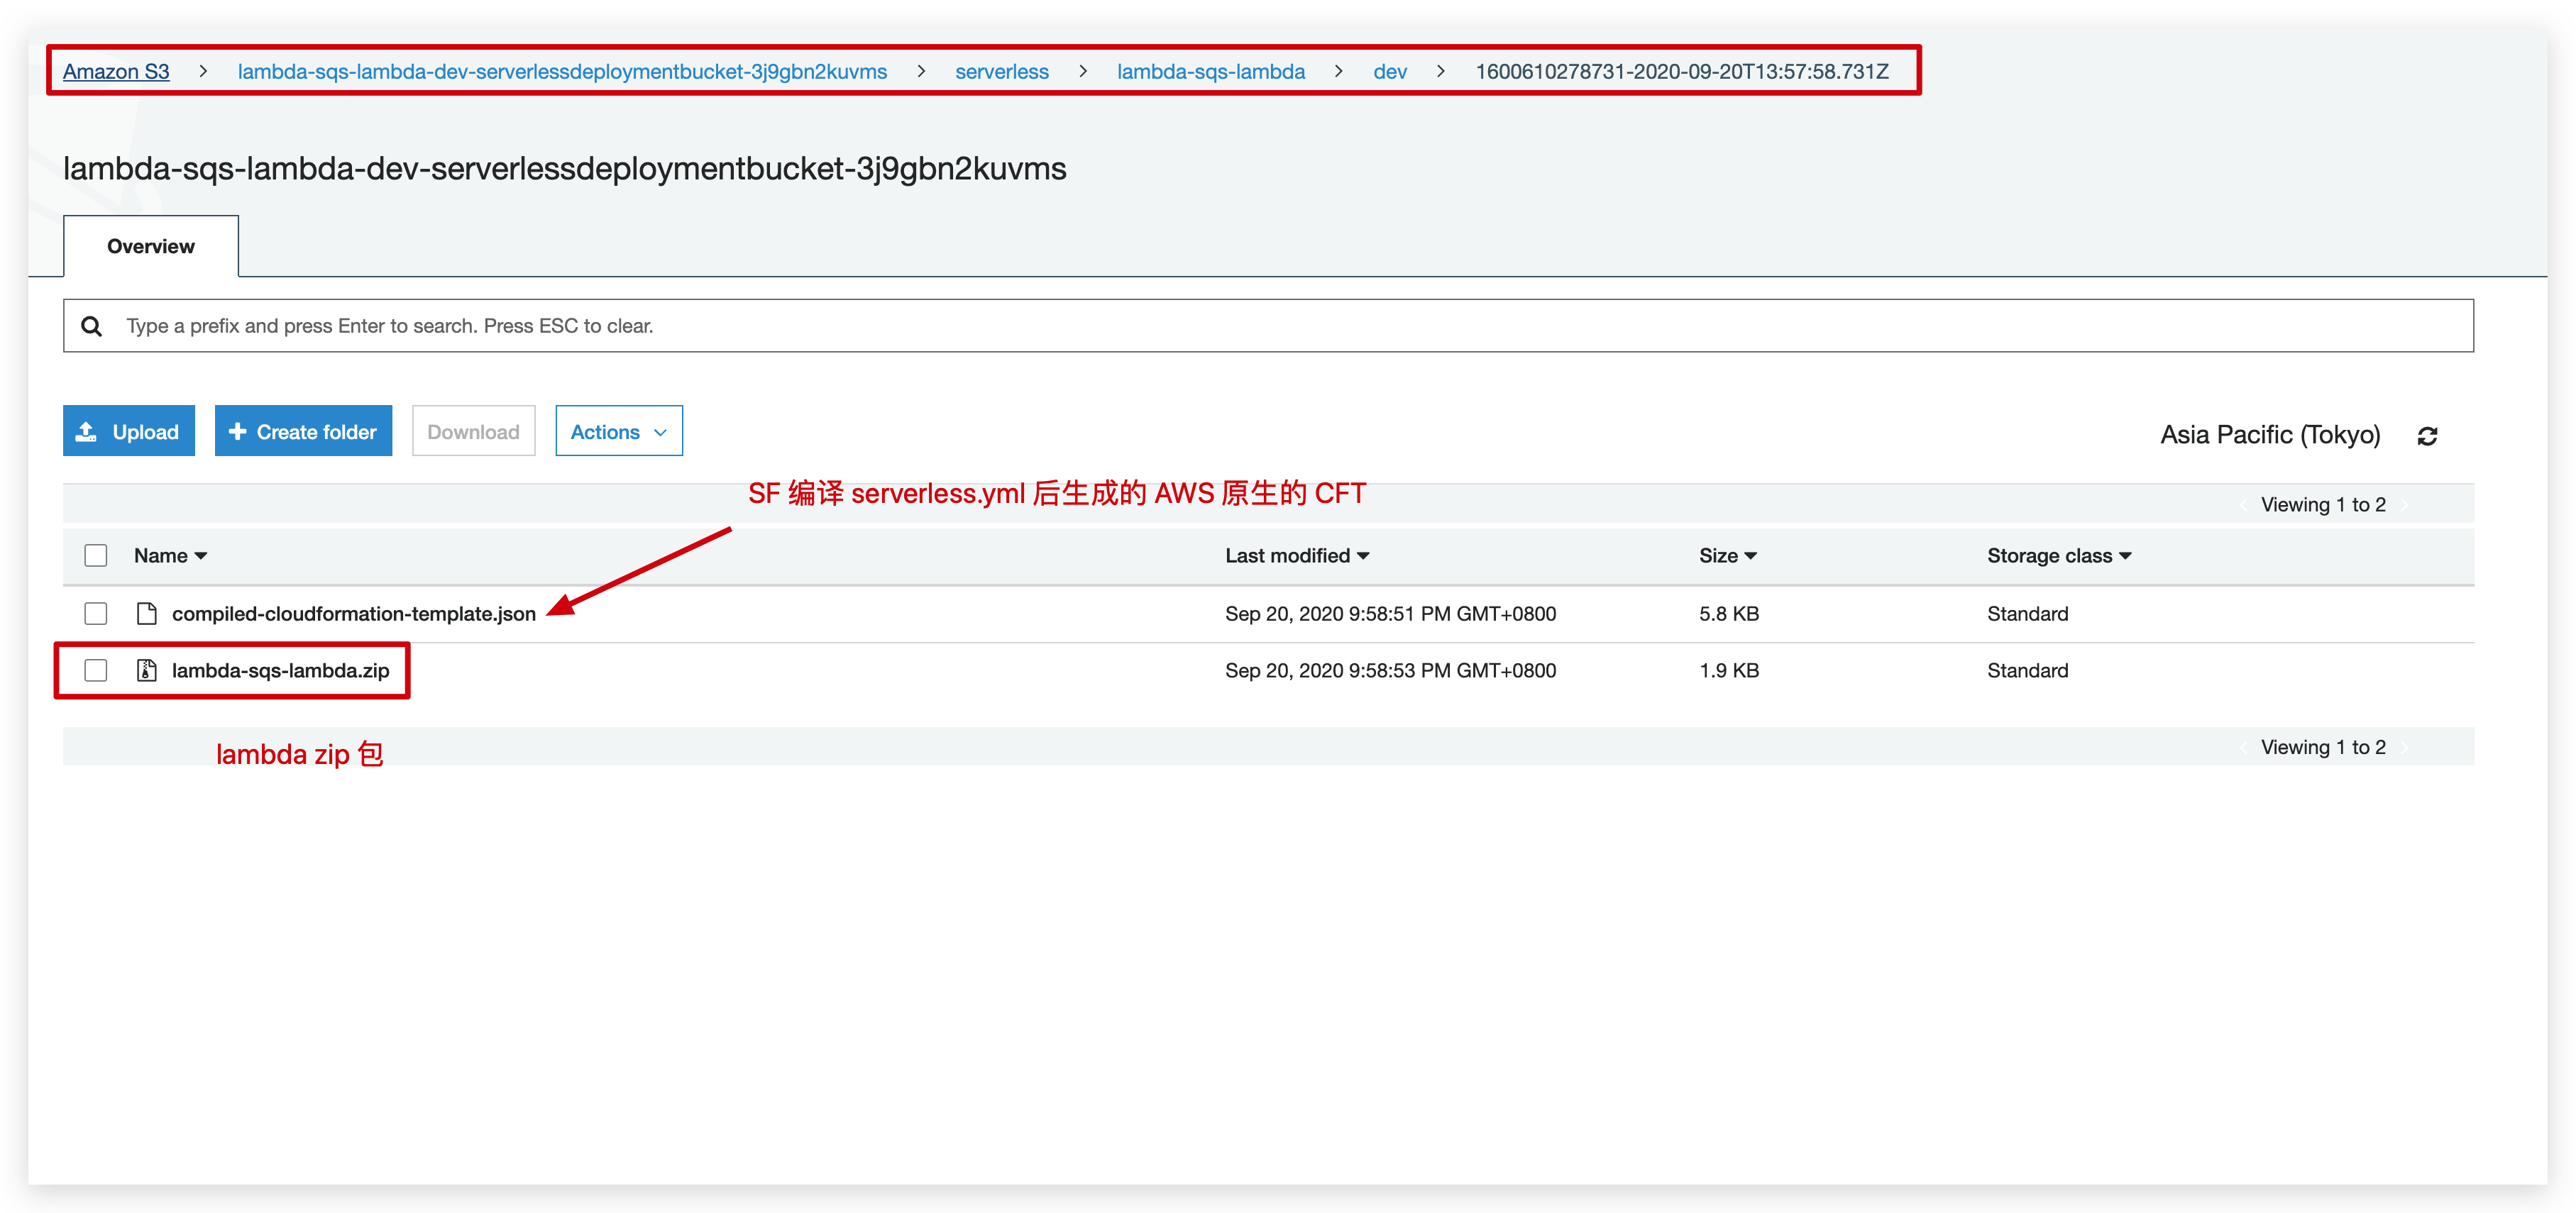 Amazon S3 > lambda-sqs-lambda-dev-serverlessdeploymentbucket-3j9gbn2kuvms > serverless > lambda-sqs-lambda > dev > 1600610278731-2020-09-20T13:57:58.731Z
lambda-sqs-lambda-dev-serverlessdeploymentbucket-3j9gbn2kuvms
Overview
Type a prefix and press Enter to search. Press ESC to clear.
Upload Create folder Download Actions Asia Pacific (Tokyo)
SF 编译 serverless.yml 后生成的 AWS 原生的 CFT
Viewing 1 to 2
Name Last modified Size Storage class
compiled-cloudformation-template.json Sep 20, 2020 9:58:51 PM GMT+0800 5.8 KB Standard
lambda-sqs-lambda.zip Sep 20, 2020 9:58:53 PM GMT+0800 1.9 KB Standard
lambda zip 包
Viewing 1 to 2